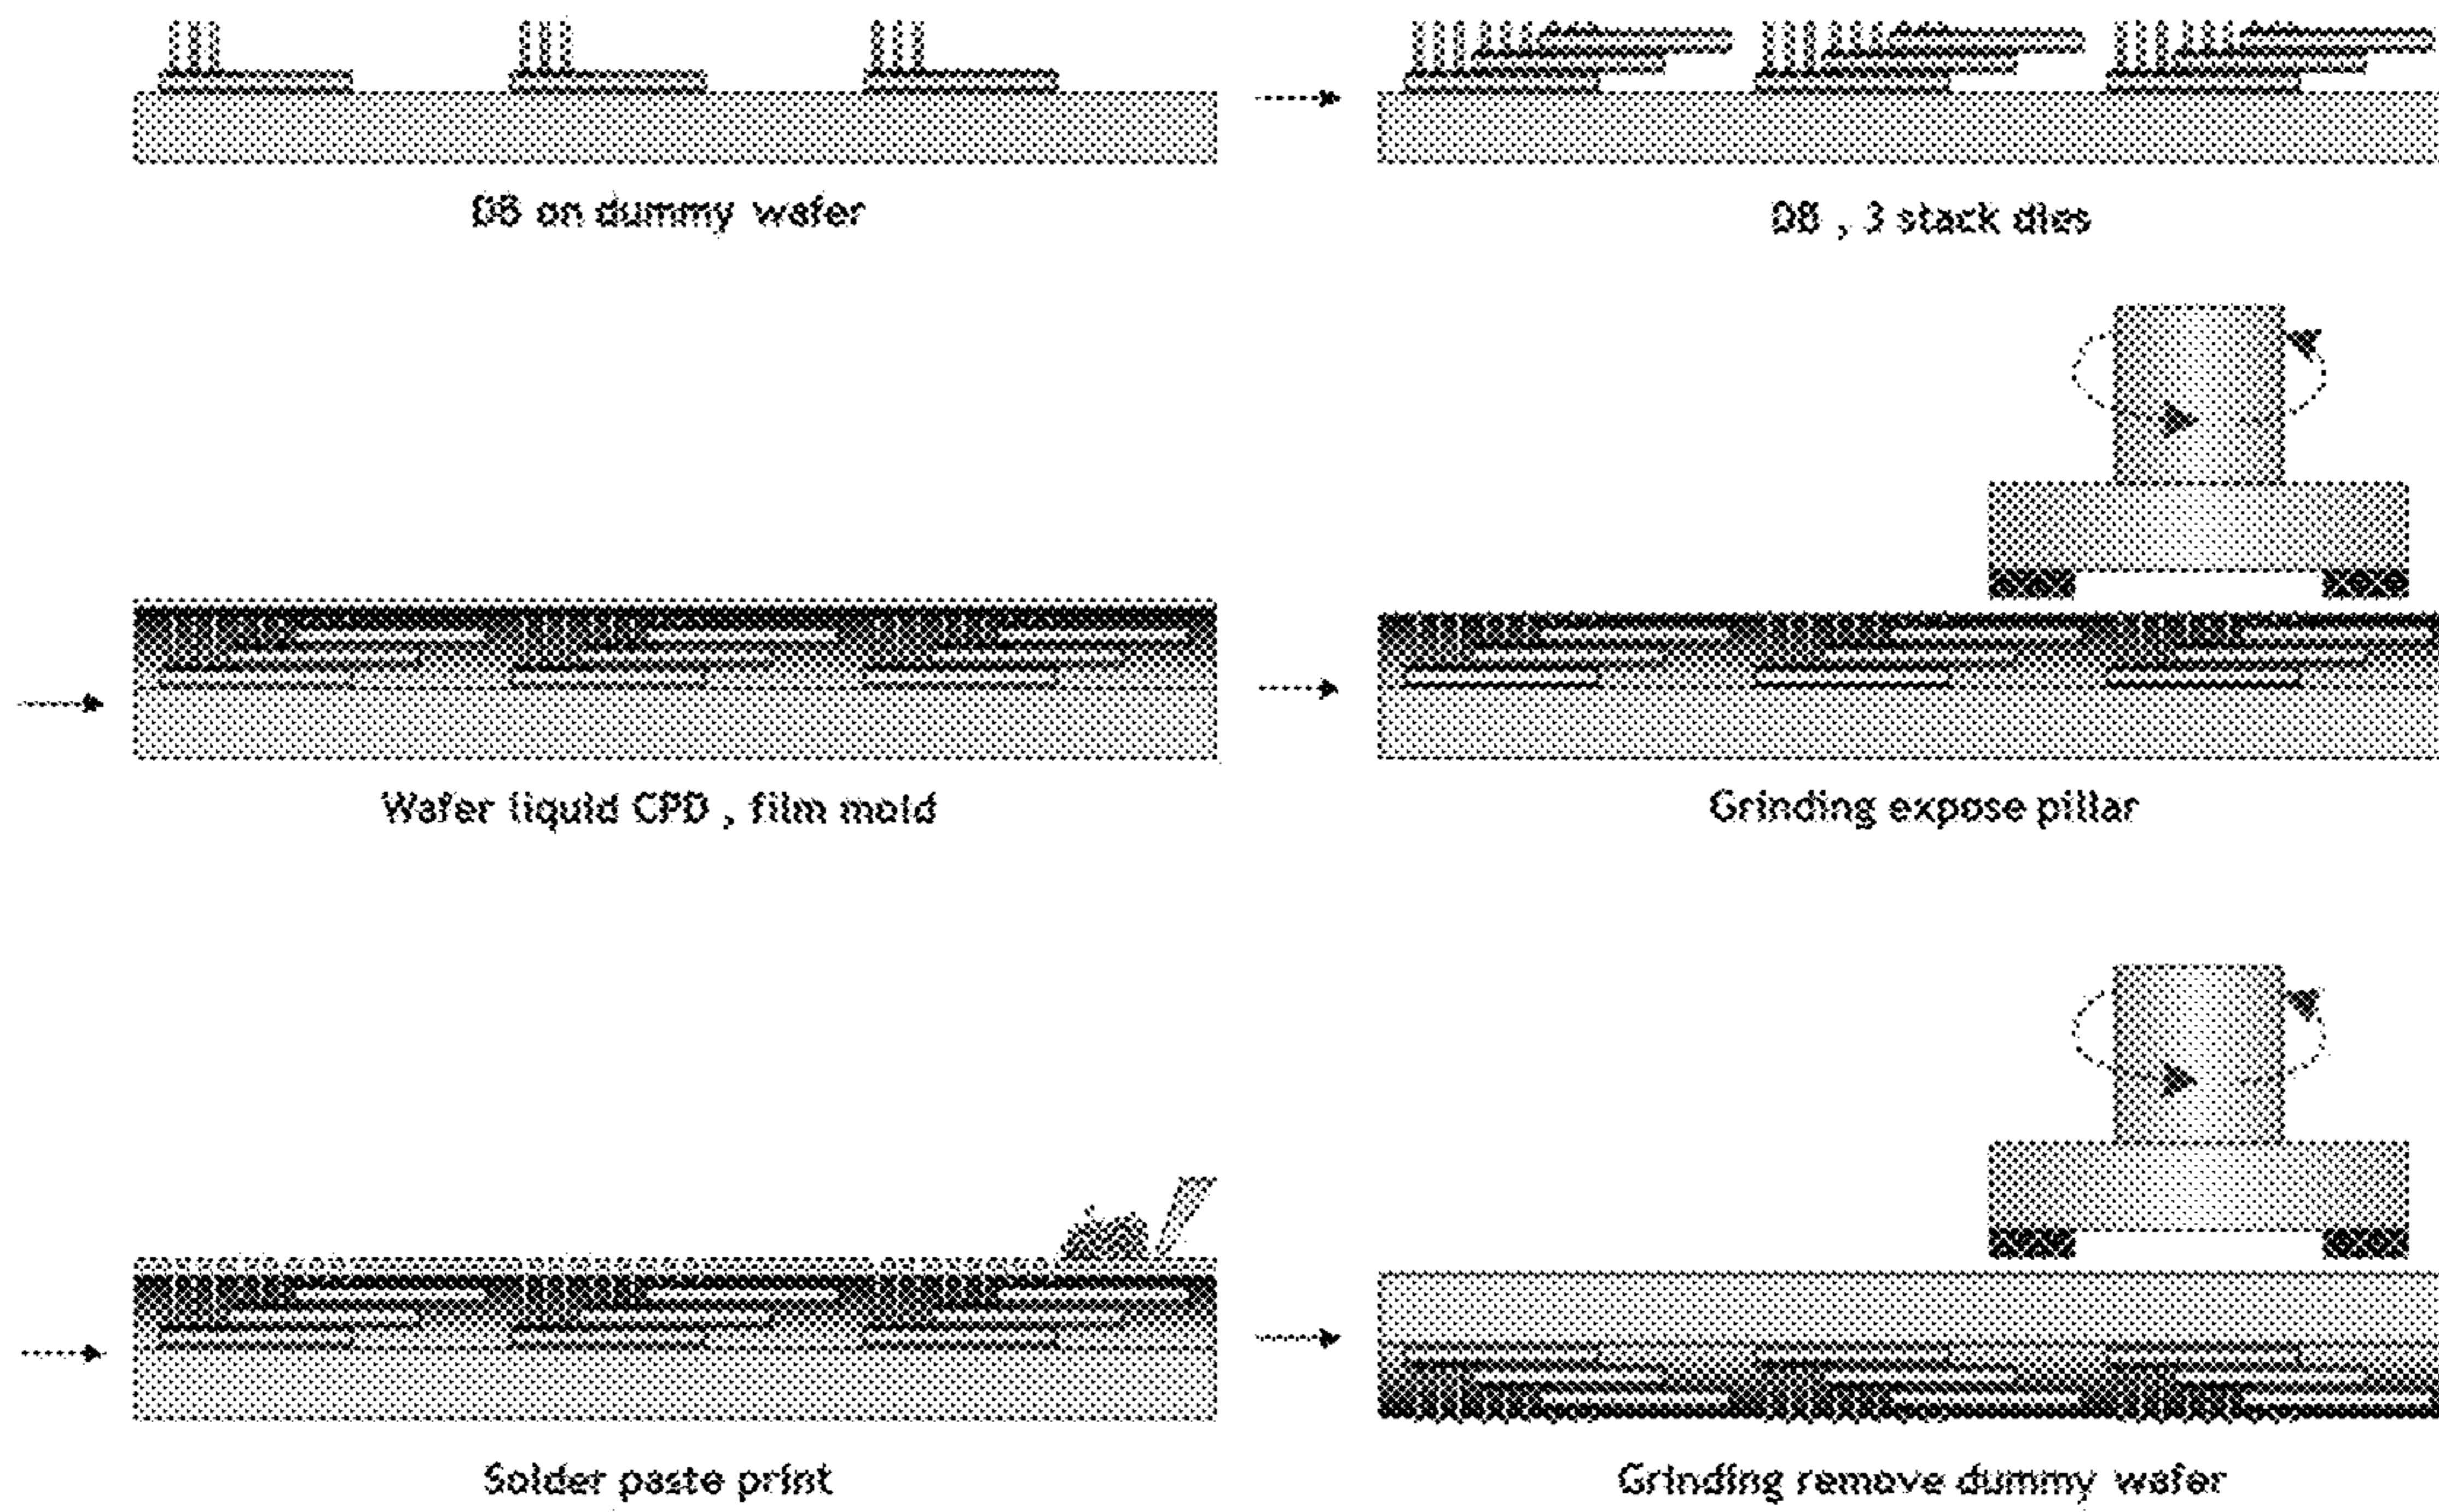 DB on dummy wafer
DB , 3 stack dies
Wafer liquid CPD , film mold
Grinding expose pillar
Solder paste print
Grinding remove dummy wafer